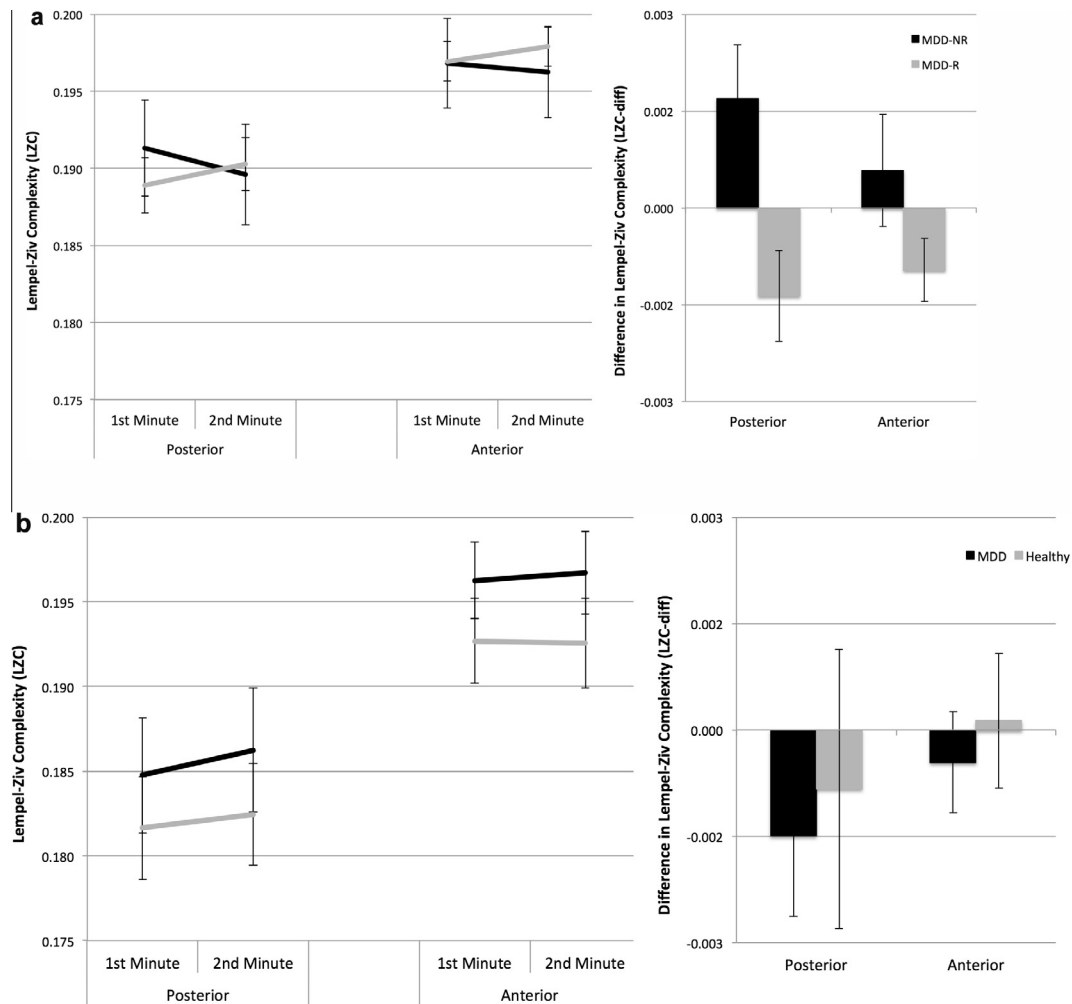 a
Lempel-Ziv Complexity (LZC)
0.200
0.195
0.190
0.185
0.180
0.175
1st Minute
2nd Minute
1st Minute
2nd Minute
Posterior
Anterior
Difference in Lempel-Ziv Complexity (LZC-diff)
0.003
0.002
0.000
-0.002
-0.003
MDD-NR
MDD-R
Posterior
Anterior
b
Lempel-Ziv Complexity (LZC)
0.200
0.195
0.190
0.185
0.180
0.175
1st Minute
2nd Minute
1st Minute
2nd Minute
Posterior
Anterior
Difference in Lempel-Ziv Complexity (LZC-diff)
0.003
0.002
0.000
-0.002
-0.003
MDD Healthy
Posterior
Anterior